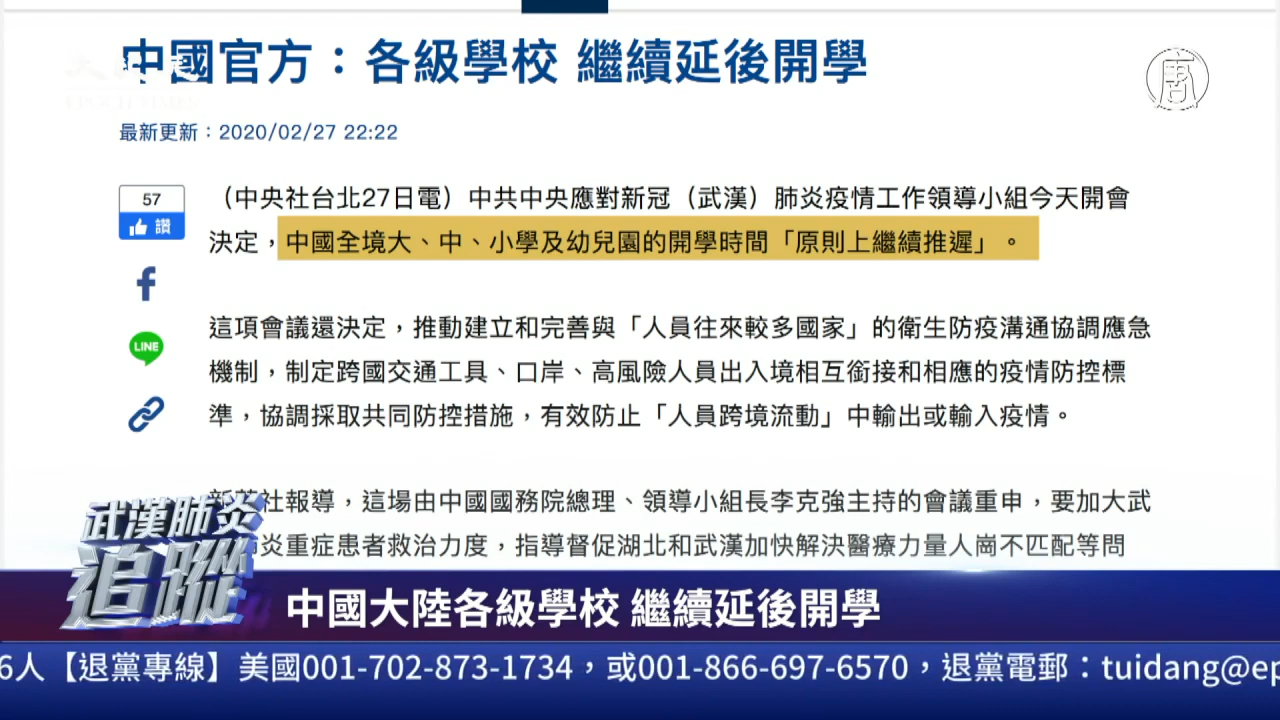 中國官方：各級學校 繼續延後開學
最新更新：2020/02/27 22:22
57
讚
（中央社台北27日電）中共中央應對新冠（武漢）肺炎疫情工作領導小組今天開會
決定，中國全境大、中、小學及幼兒園的開學時間「原則上繼續推遲」。
LINE
這項會議還決定，推動建立和完善與「人員往來較多國家」的衛生防疫溝通協調應急
機制，制定跨國交通工具、口岸、高風險人員出入境相互銜接和相應的疫情防控標
準，協調採取共同防控措施，有效防止「人員跨境流動」中輸出或輸入疫情。
社報導，這場由中國國務院總理、領導小組長李克強主持的會議重申，要加大武
炎重症患者救治力度，指導督促湖北和武漢加快解決醫療力量人崗不匹配等問
武漢肺炎
追蹤
中國大陸各級學校 繼續延後開學
6人【退黨專線】美國001-702-873-1734，或001-866-697-6570，退黨電郵：tuidang@ep
唐